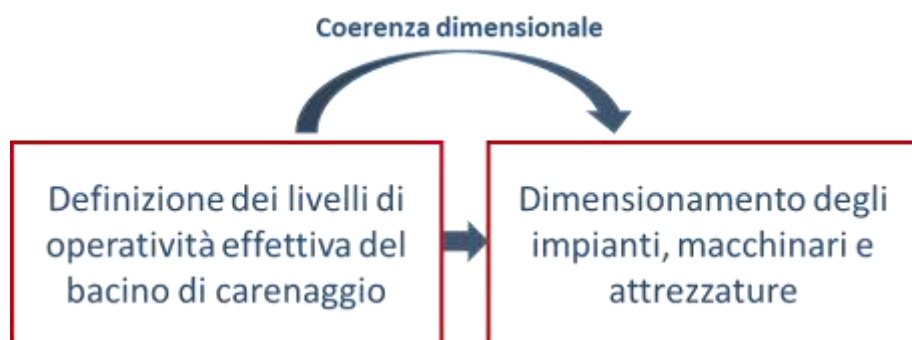 Coerenza dimensionale
Definizione dei livelli di
operatività effettiva del
bacino di carenaggio
Dimensionamento degli
impianti, macchinari e
attrezzature